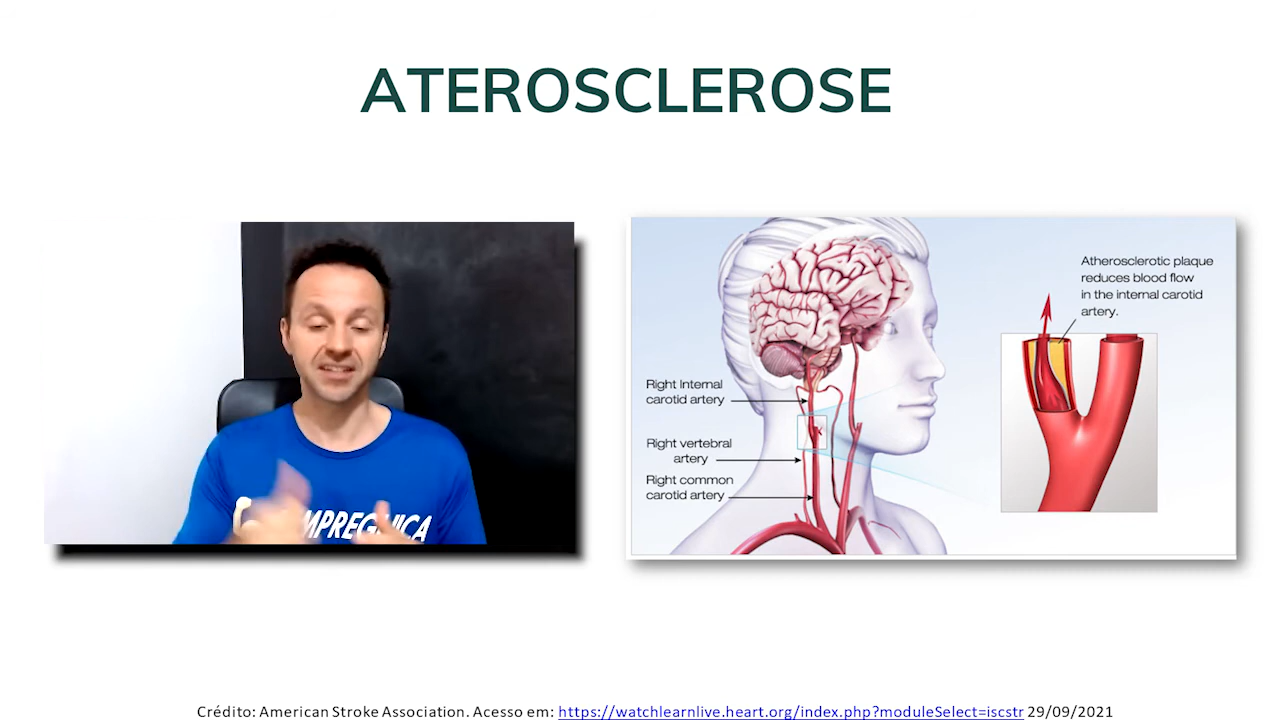 ATEROSCLEROSE
Atherosclerotic plaque
reduces blood flow
in the internal carotid
artery.
Right Internal
carotid artery
Right vertebral
artery
Right common
carotid artery
Crédito: American Stroke Association. Acesso em: https://watchlearnlive.heart.org/index.php?moduleSelect=iscstr 29/09/2021